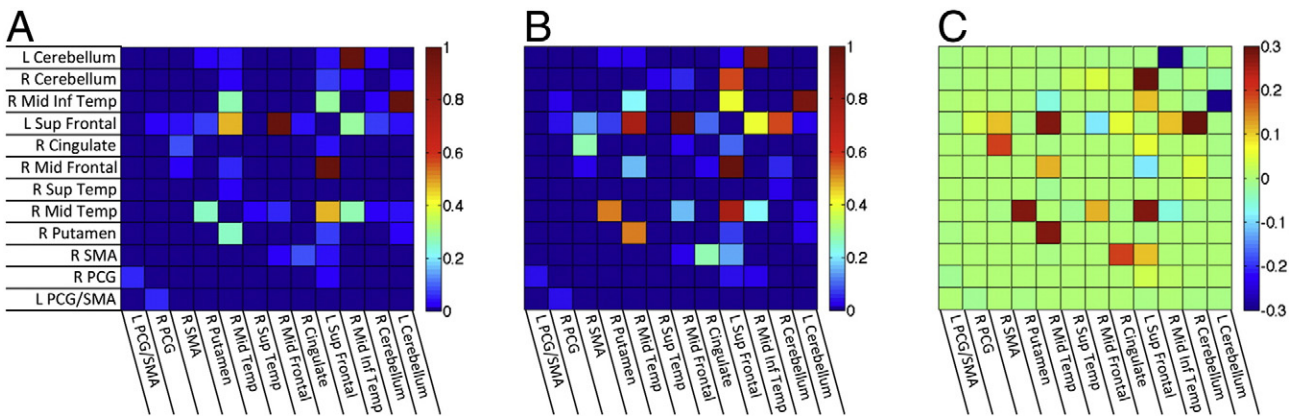 A
B
C
L Cerebellum
R Cerebellum
R Mid Inf Temp
L Sup Frontal
R Cingulate
R Mid Frontal
R Sup Temp
R Mid Temp
R Putamen
R SMA
R PCG
L PCG/SMA
1
0.8
0.6
0.4
0.2
0
1
0.8
0.6
0.4
0.2
0
0.3
0.2
0.1
0
-0.1
-0.2
-0.3
L PCG/SMA
R PCG
R SMA
R Putamen
R Mid Temp
R Sup Temp
R Mid Frontal
R Cingulate
L Sup Frontal
R Mid Inf Temp
R Cerebellum
L Cerebellum
L PCG/SMA
R PCG
R SMA
R Putamen
R Mid Temp
R Sup Temp
R Mid Frontal
R Cingulate
L Sup Frontal
R Mid Inf Temp
R Cerebellum
L Cerebellum
L PCG/SMA
R PCG
R SMA
R Putamen
R Mid Temp
R Sup Temp
R Mid Frontal
R Cingulate
L Sup Frontal
R Mid Inf Temp
R Cerebellum
L Cerebellum